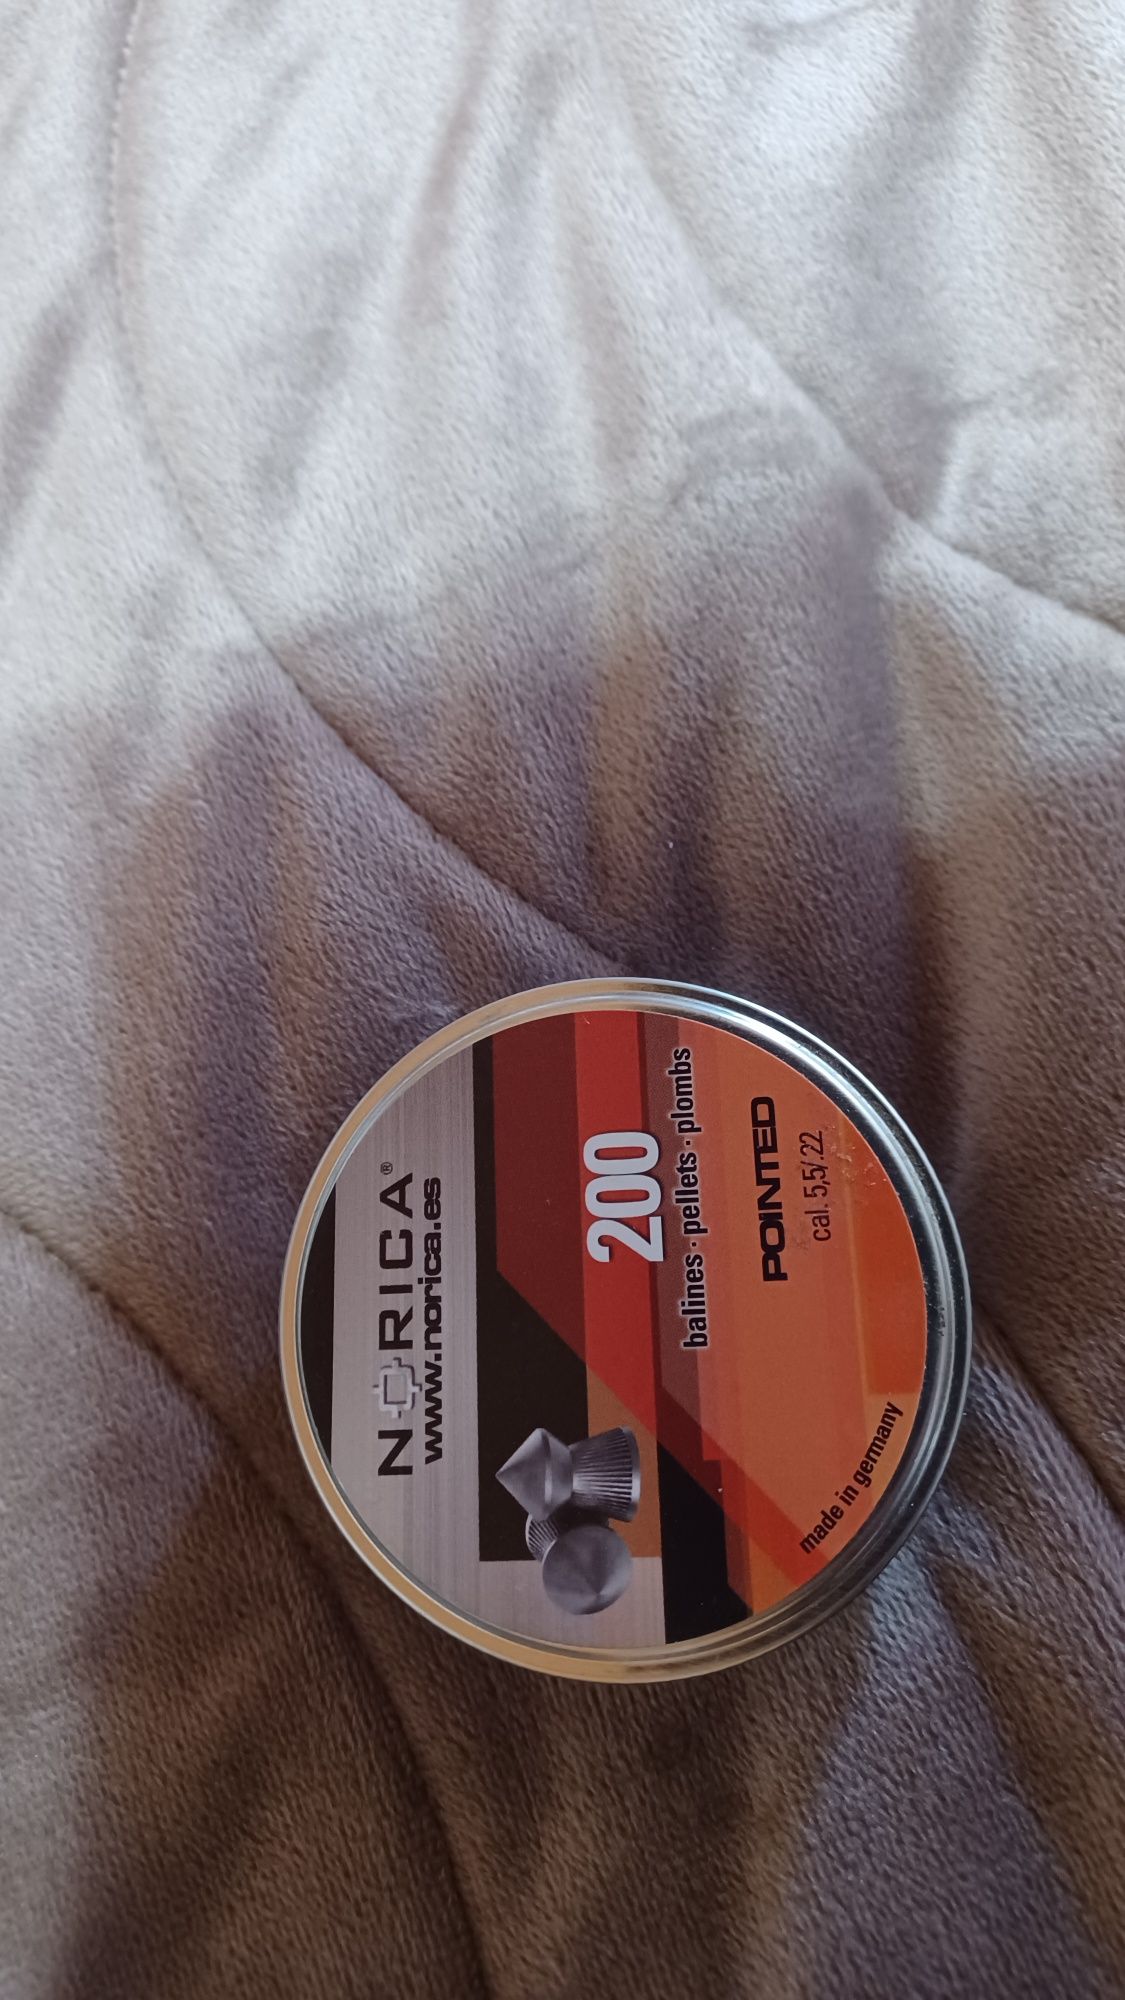 NORICA®
www.norica.es
200
balines · pellets · plombs
POINTED
cal. 5,5/.22
made in germany